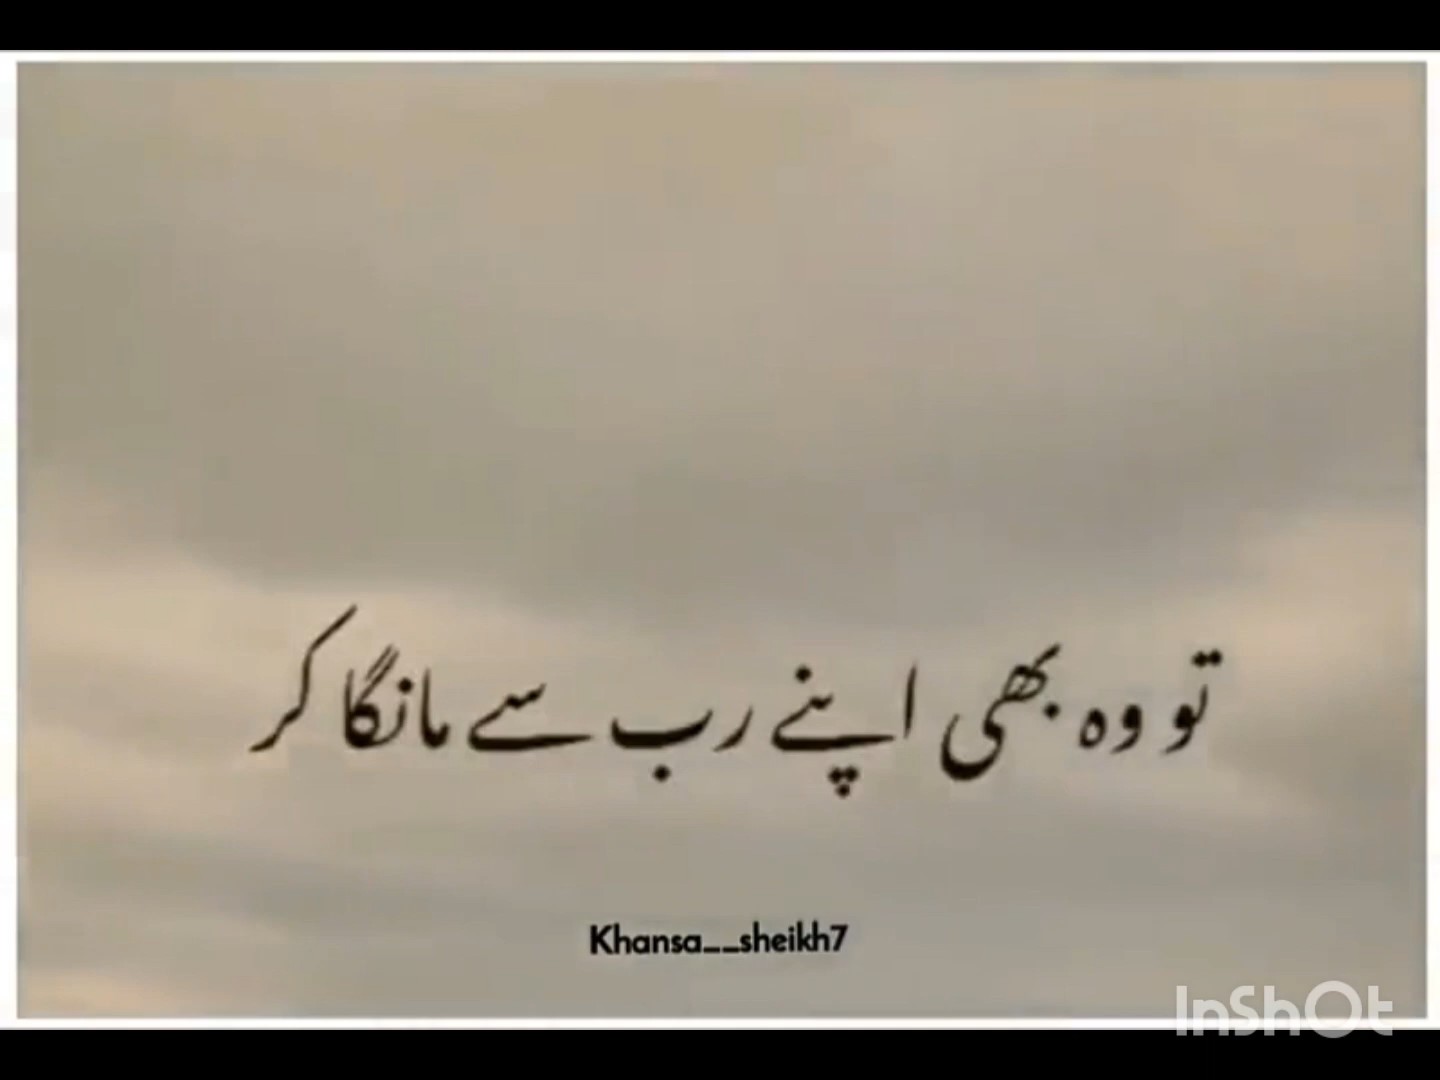 تو وہ بھی اپنے رب سے مانگا کر
Khansa__sheikh7
InShOt